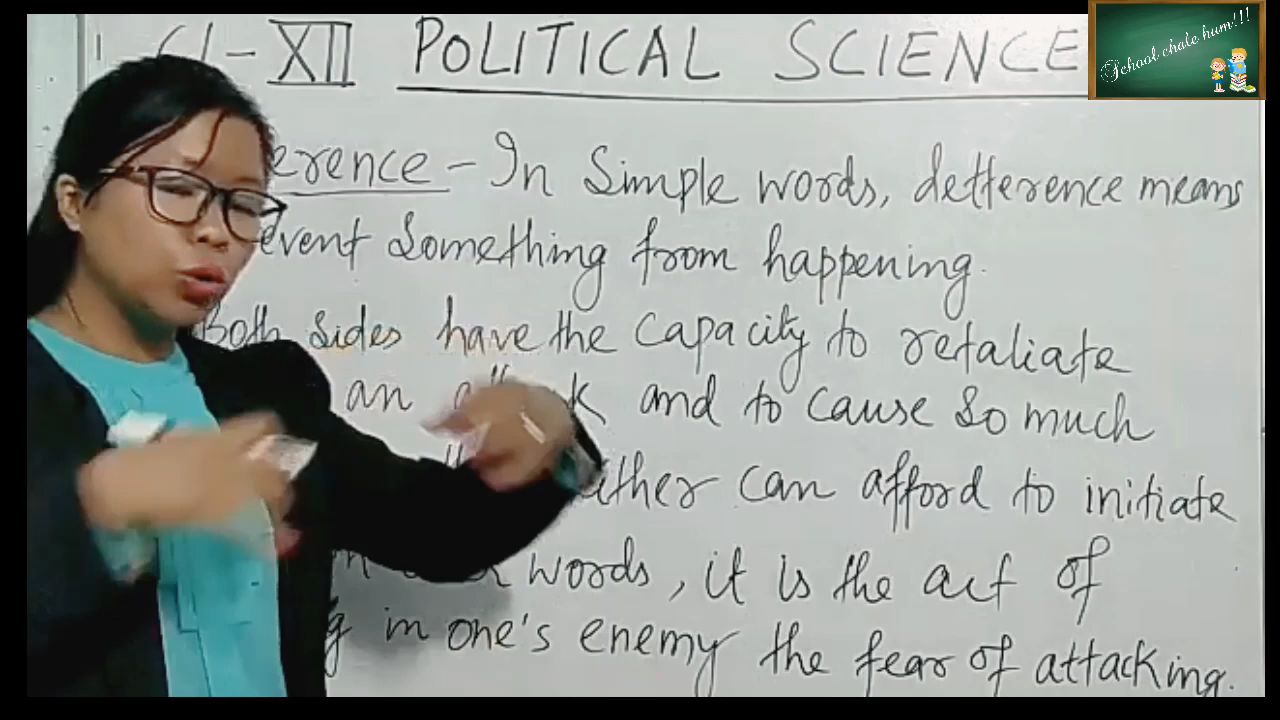 Cl-XII POLITICAL SCIENCE
School chale hum!!!
erence - In Simple words, detterence means
event Something from happening.
Both sides have the capacity to retaliate
an and to cause so much
can afford to initiate
words, it is the act of
in one's enemy the fear of attacking.